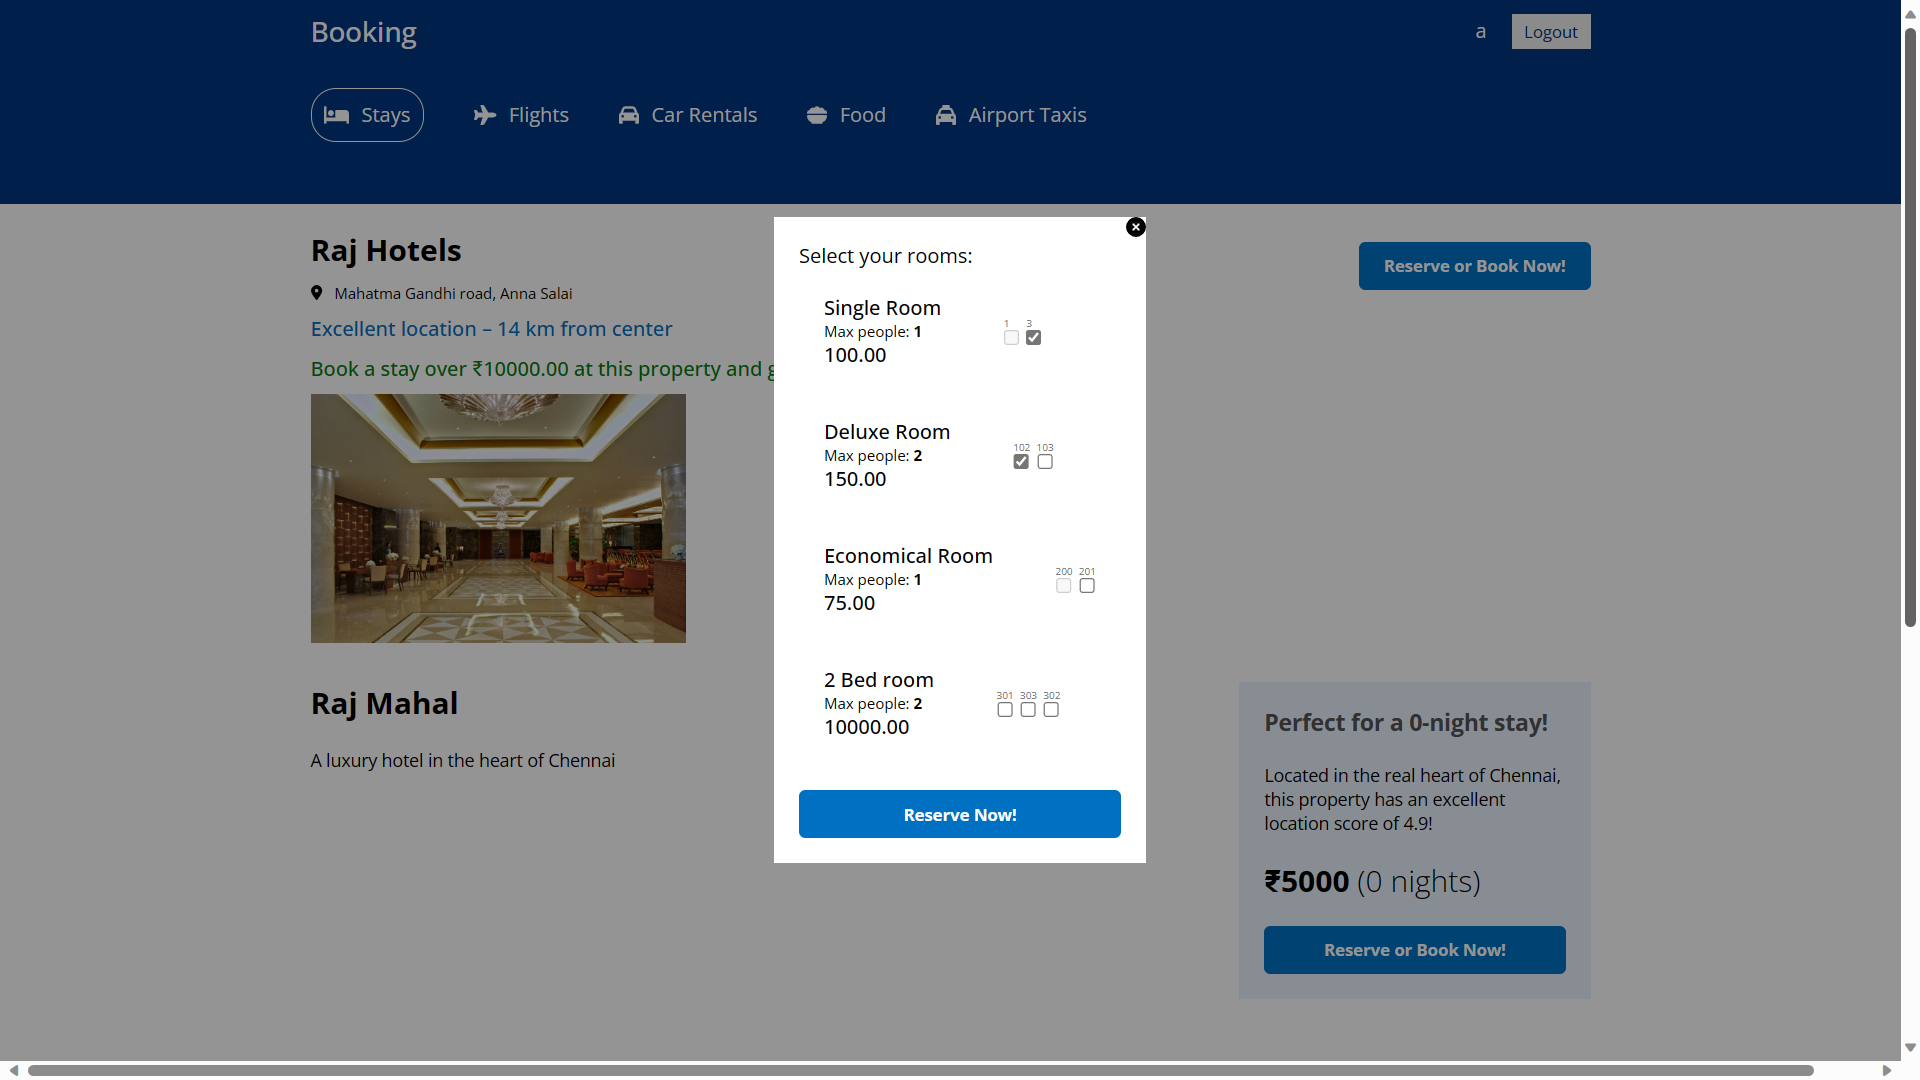 Booking
a
Logout
Stays
Flights
Car Rentals
Food
Airport Taxis
Raj Hotels
Mahatma Gandhi road, Anna Salai
Excellent location – 14 km from center
Book a stay over ₹10000.00 at this property and
Reserve or Book Now!
Select your rooms:
Single Room
Max people: 1
100.00
1 3
Deluxe Room
Max people: 2
150.00
102 103
Economical Room
Max people: 1
75.00
200 201
2 Bed room
Max people: 2
10000.00
301 303 302
Reserve Now!
Raj Mahal
A luxury hotel in the heart of Chennai
Perfect for a 0-night stay!
Located in the real heart of Chennai,
this property has an excellent
location score of 4.9!
₹5000 (0 nights)
Reserve or Book Now!